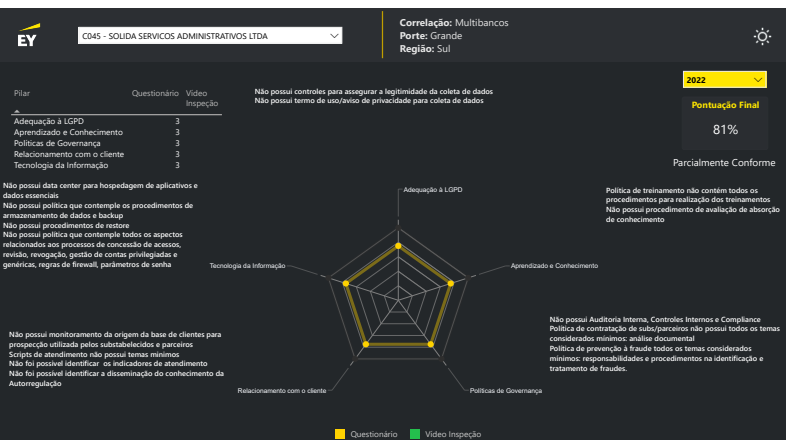 EY
C045 - SOLIDA SERVICOS ADMINISTRATIVOS LTDA
Correlação: Multibancos
Porte: Grande
Região: Sul
2022
Pontuação Final
81%
Parcialmente Conforme
Pilar Questionário Vídeo
Inspeção
Adequação à LGPD 3
Aprendizado e Conhecimento 3
Políticas de Governança 3
Relacionamento com o cliente 3
Tecnologia da Informação 3
Não possui controles para assegurar a legitimidade da coleta de dados
Não possui termo de uso/aviso de privacidade para coleta de dados
Não possui data center para hospedagem de aplicativos e
dados essenciais
Não possui política que contemple os procedimentos de
armazenamento de dados e backup
Não possui procedimentos de restore
Não possui política que contemple todos os aspectos
relacionados aos processos de concessão de acessos,
revisão, revogação, gestão de contas privilegiadas e
genéricas, regras de firewall, parâmetros de senha
Política de treinamento não contém todos os
procedimentos para realização dos treinamentos
Não possui procedimento de avaliação de absorção
de conhecimento
Adequação à LGPD
Tecnologia da Informação
Aprendizado e Conhecimento
Relacionamento com o cliente
Políticas de Governança
Não possui monitoramento da origem da base de clientes para
prospecção utilizada pelos substabelecidos e parceiros
Scripts de atendimento não possui temas mínimos
Não foi possível identificar os indicadores de atendimento
Não foi possível identificar a disseminação do conhecimento da
Autorregulação
Não possui Auditoria Interna, Controles Internos e Compliance
Política de contratação de subs/parceiros não possui todos os temas
considerados mínimos: análise documental
Política de prevenção à fraude todos os temas considerados
mínimos: responsabilidades e procedimentos na identificação e
tratamento de fraudes.
Questionário Vídeo Inspeção